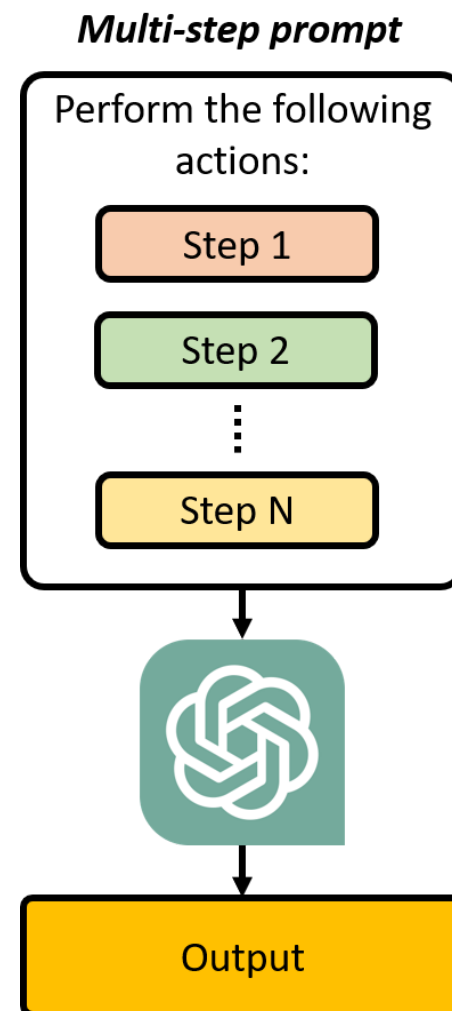 Multi-step prompt
Perform the following
actions:
Step 1
Step 2
Step N
Output